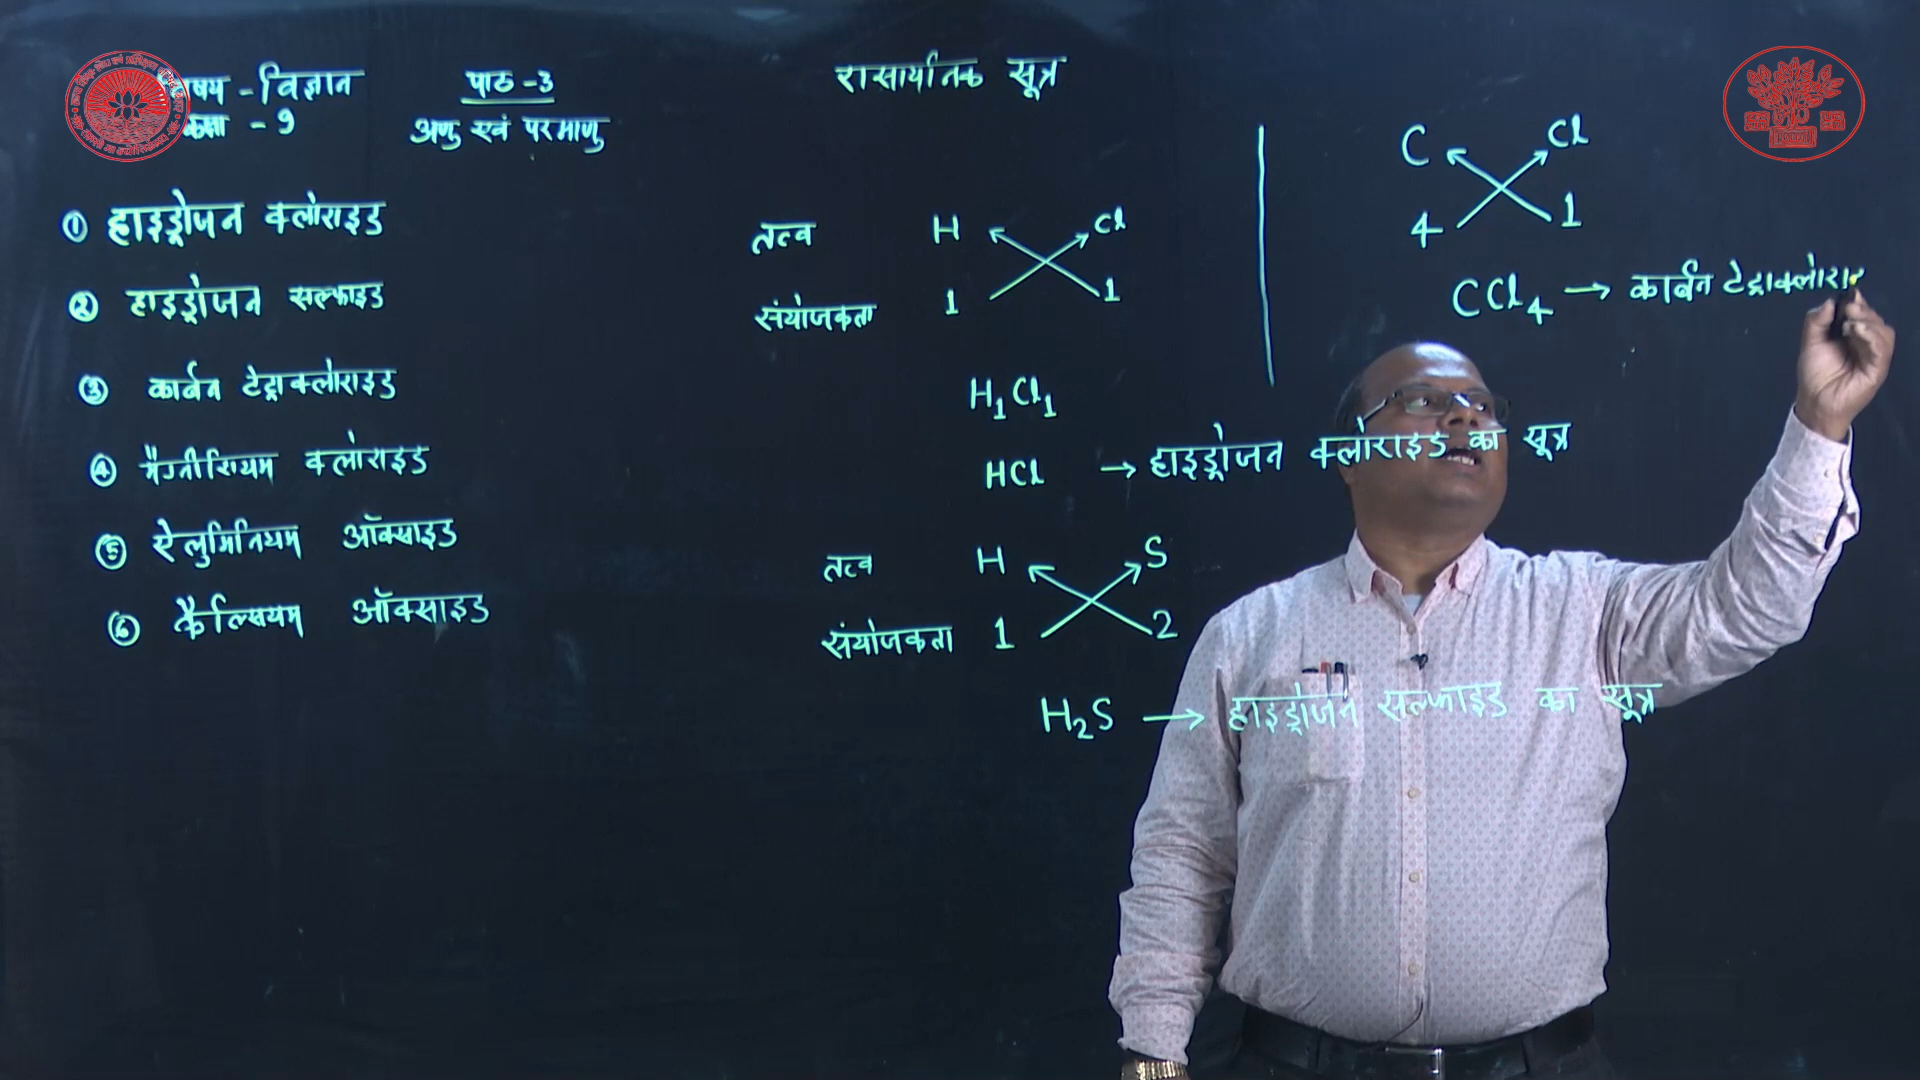 विषय - विज्ञान
कक्षा - 9
पाठ - 3
अणु एवं परमाणु
रासायनिक सूत्र
① हाइड्रोजन क्लोराइड
② हाइड्रोजन सल्फाइड
③ कार्बन टेट्राक्लोराइड
④ मैग्नीशियम क्लोराइड
⑤ ऐलुमिनियम ऑक्साइड
⑥ कैल्सियम ऑक्साइड
तत्व H Cl
संयोजकता 1 1
H₁Cl₁
HCl → हाइड्रोजन क्लोराइड का सूत्र
तत्व H S
संयोजकता 1 2
H₂S → हाइड्रोजन सल्फाइड का सूत्र
C Cl
4 1
CCl₄ → कार्बन टेट्राक्लोरा